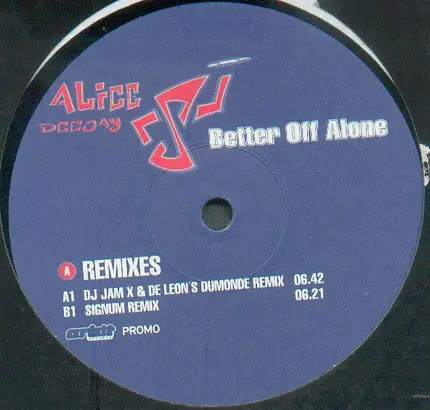 ALICE
DEEJAY
Better Off Alone
A REMIXES
A1 DJ JAM X & DE LEON'S DUMONDE REMIX 06.42
B1 SIGNUM REMIX 06.21
PROMO